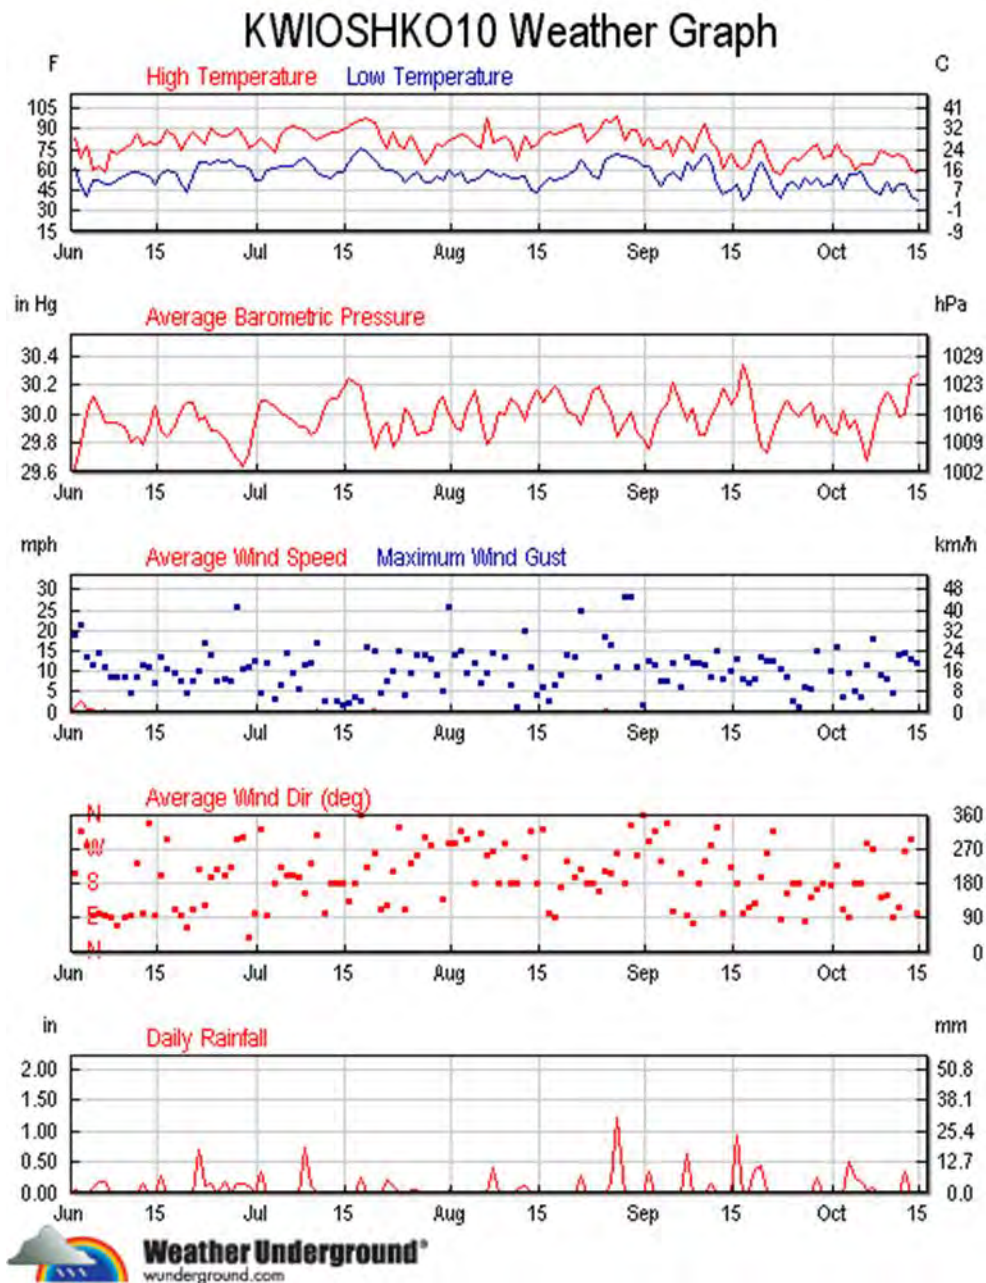 KWIOSHKO10 Weather Graph
F High Temperature Low Temperature C
105 41
90 32
75 24
60 16
45 7
30 -1
15 -9
Jun 15 Jul 15 Aug 15 Sep 15 Oct 15
in Hg Average Barometric Pressure hPa
30.4 1029
30.2 1023
30.0 1016
29.8 1009
29.6 1002
Jun 15 Jul 15 Aug 15 Sep 15 Oct 15
mph Average Wind Speed Maximum Wind Gust km/h
30 48
25 40
20 32
15 24
10 16
5 8
0 0
Jun 15 Jul 15 Aug 15 Sep 15 Oct 15
Average Wind Dir (deg)
N 360
W 270
S 180
E 90
N 0
Jun 15 Jul 15 Aug 15 Sep 15 Oct 15
in Daily Rainfall mm
2.00 50.8
1.50 38.1
1.00 25.4
0.50 12.7
0.00 0.0
Jun 15 Jul 15 Aug 15 Sep 15 Oct 15
Weather Underground®
wunderground.com